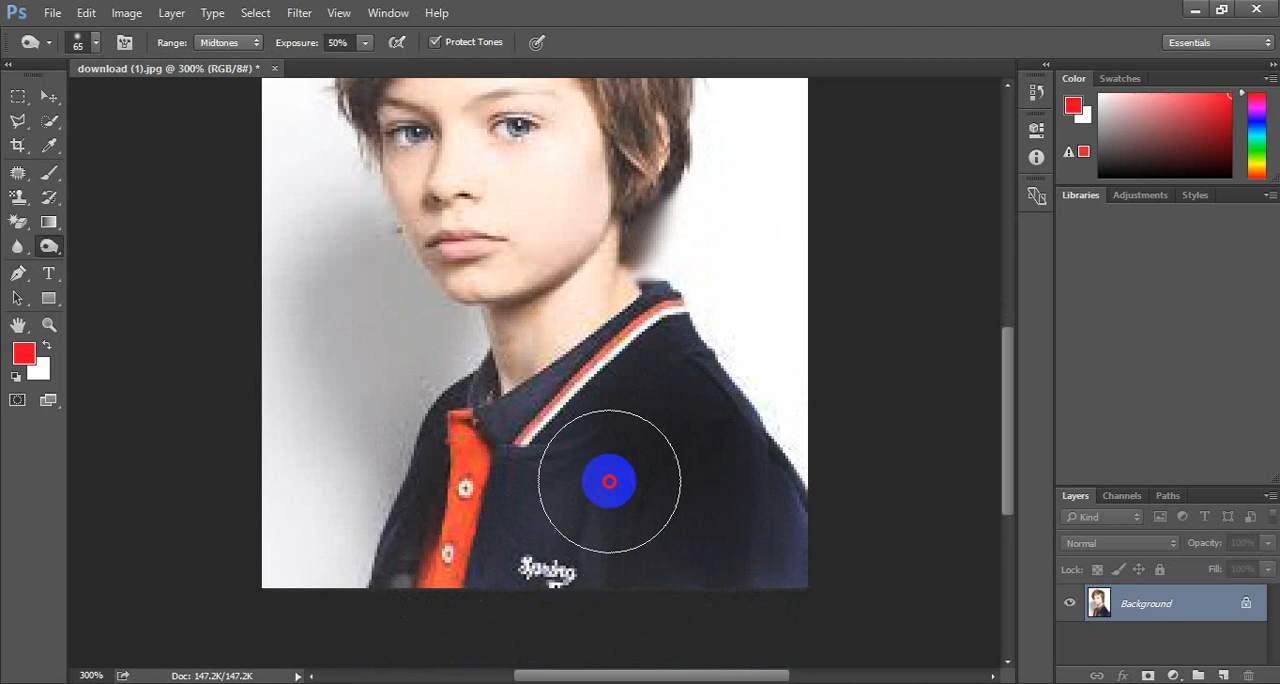 Ps File Edit Image Layer Type Select Filter View Window Help
65 Range: Midtones Exposure: 50% Protect Tones Essentials
download (1).jpg @ 300% (RGB/8#) * ×
Color Swatches
Libraries Adjustments Styles
T
Spring
Layers Channels Paths
Kind T
Normal Opacity: 100%
Lock: Fill: 100%
Background
300% Doc: 147.2K/147.2K
fx